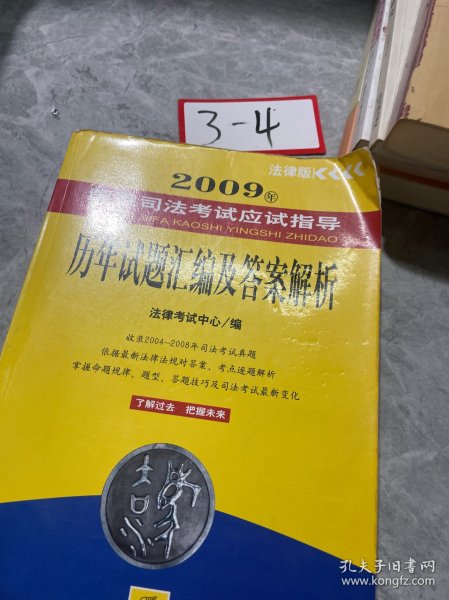 3-4
法律版
2009年
司法考试应试指导
SIFA KAOSHI YINGSHI ZHIDAO
历年试题汇编及答案解析
法律考试中心/编
收录2004-2008年司法考试真题
依据最新法律法规对答案、考点逐题解析
掌握命题规律、题型、答题技巧及司法考试最新变化
了解过去 把握未来
孔夫子旧书网
www.kongfz.com